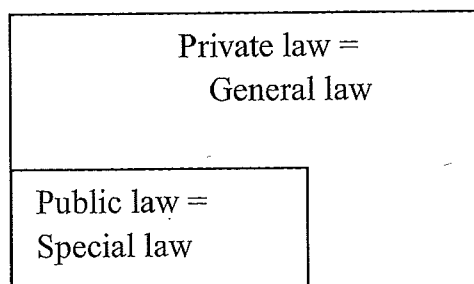 Private law =
General law
Public law =
Special law